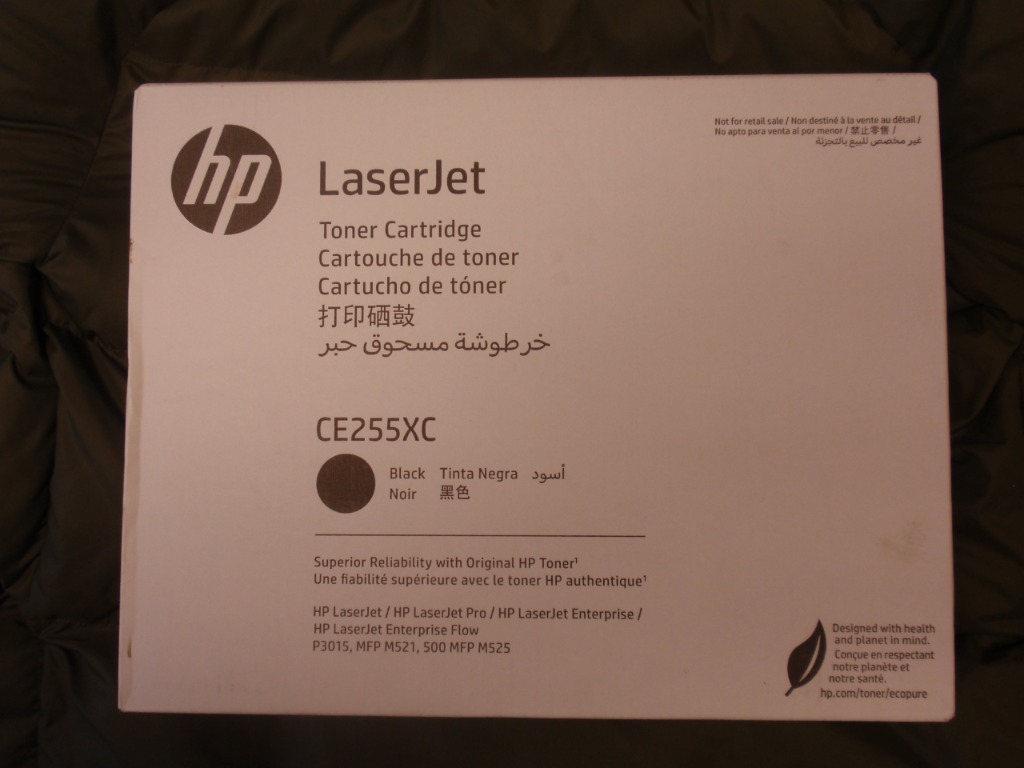 hp
LaserJet
Toner Cartridge
Cartouche de toner
Cartucho de tóner
打印硒鼓
خرطوشة مسحوق حبر
CE255XC
Black Tinta Negra أسود
Noir 黑色
Superior Reliability with Original HP Toner¹
Une fiabilité supérieure avec le toner HP authentique¹
HP LaserJet / HP LaserJet Pro / HP LaserJet Enterprise /
HP LaserJet Enterprise Flow
P3015, MFP M521, 500 MFP M525
Not for retail sale / Non destiné à la vente au détail /
No apto para venta al por menor / 禁止零售 /
غير مخصص للبيع بالتجزئة
Designed with health
and planet in mind.
Conçue en respectant
notre planète et
notre santé.
hp.com/toner/ecopure